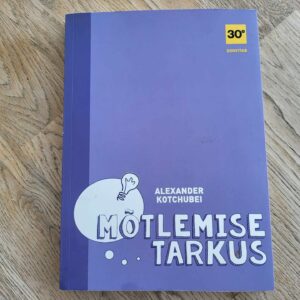 30°
ALEXANDER
KOTCHUBEI
MÕTLEMISE
TARKUS